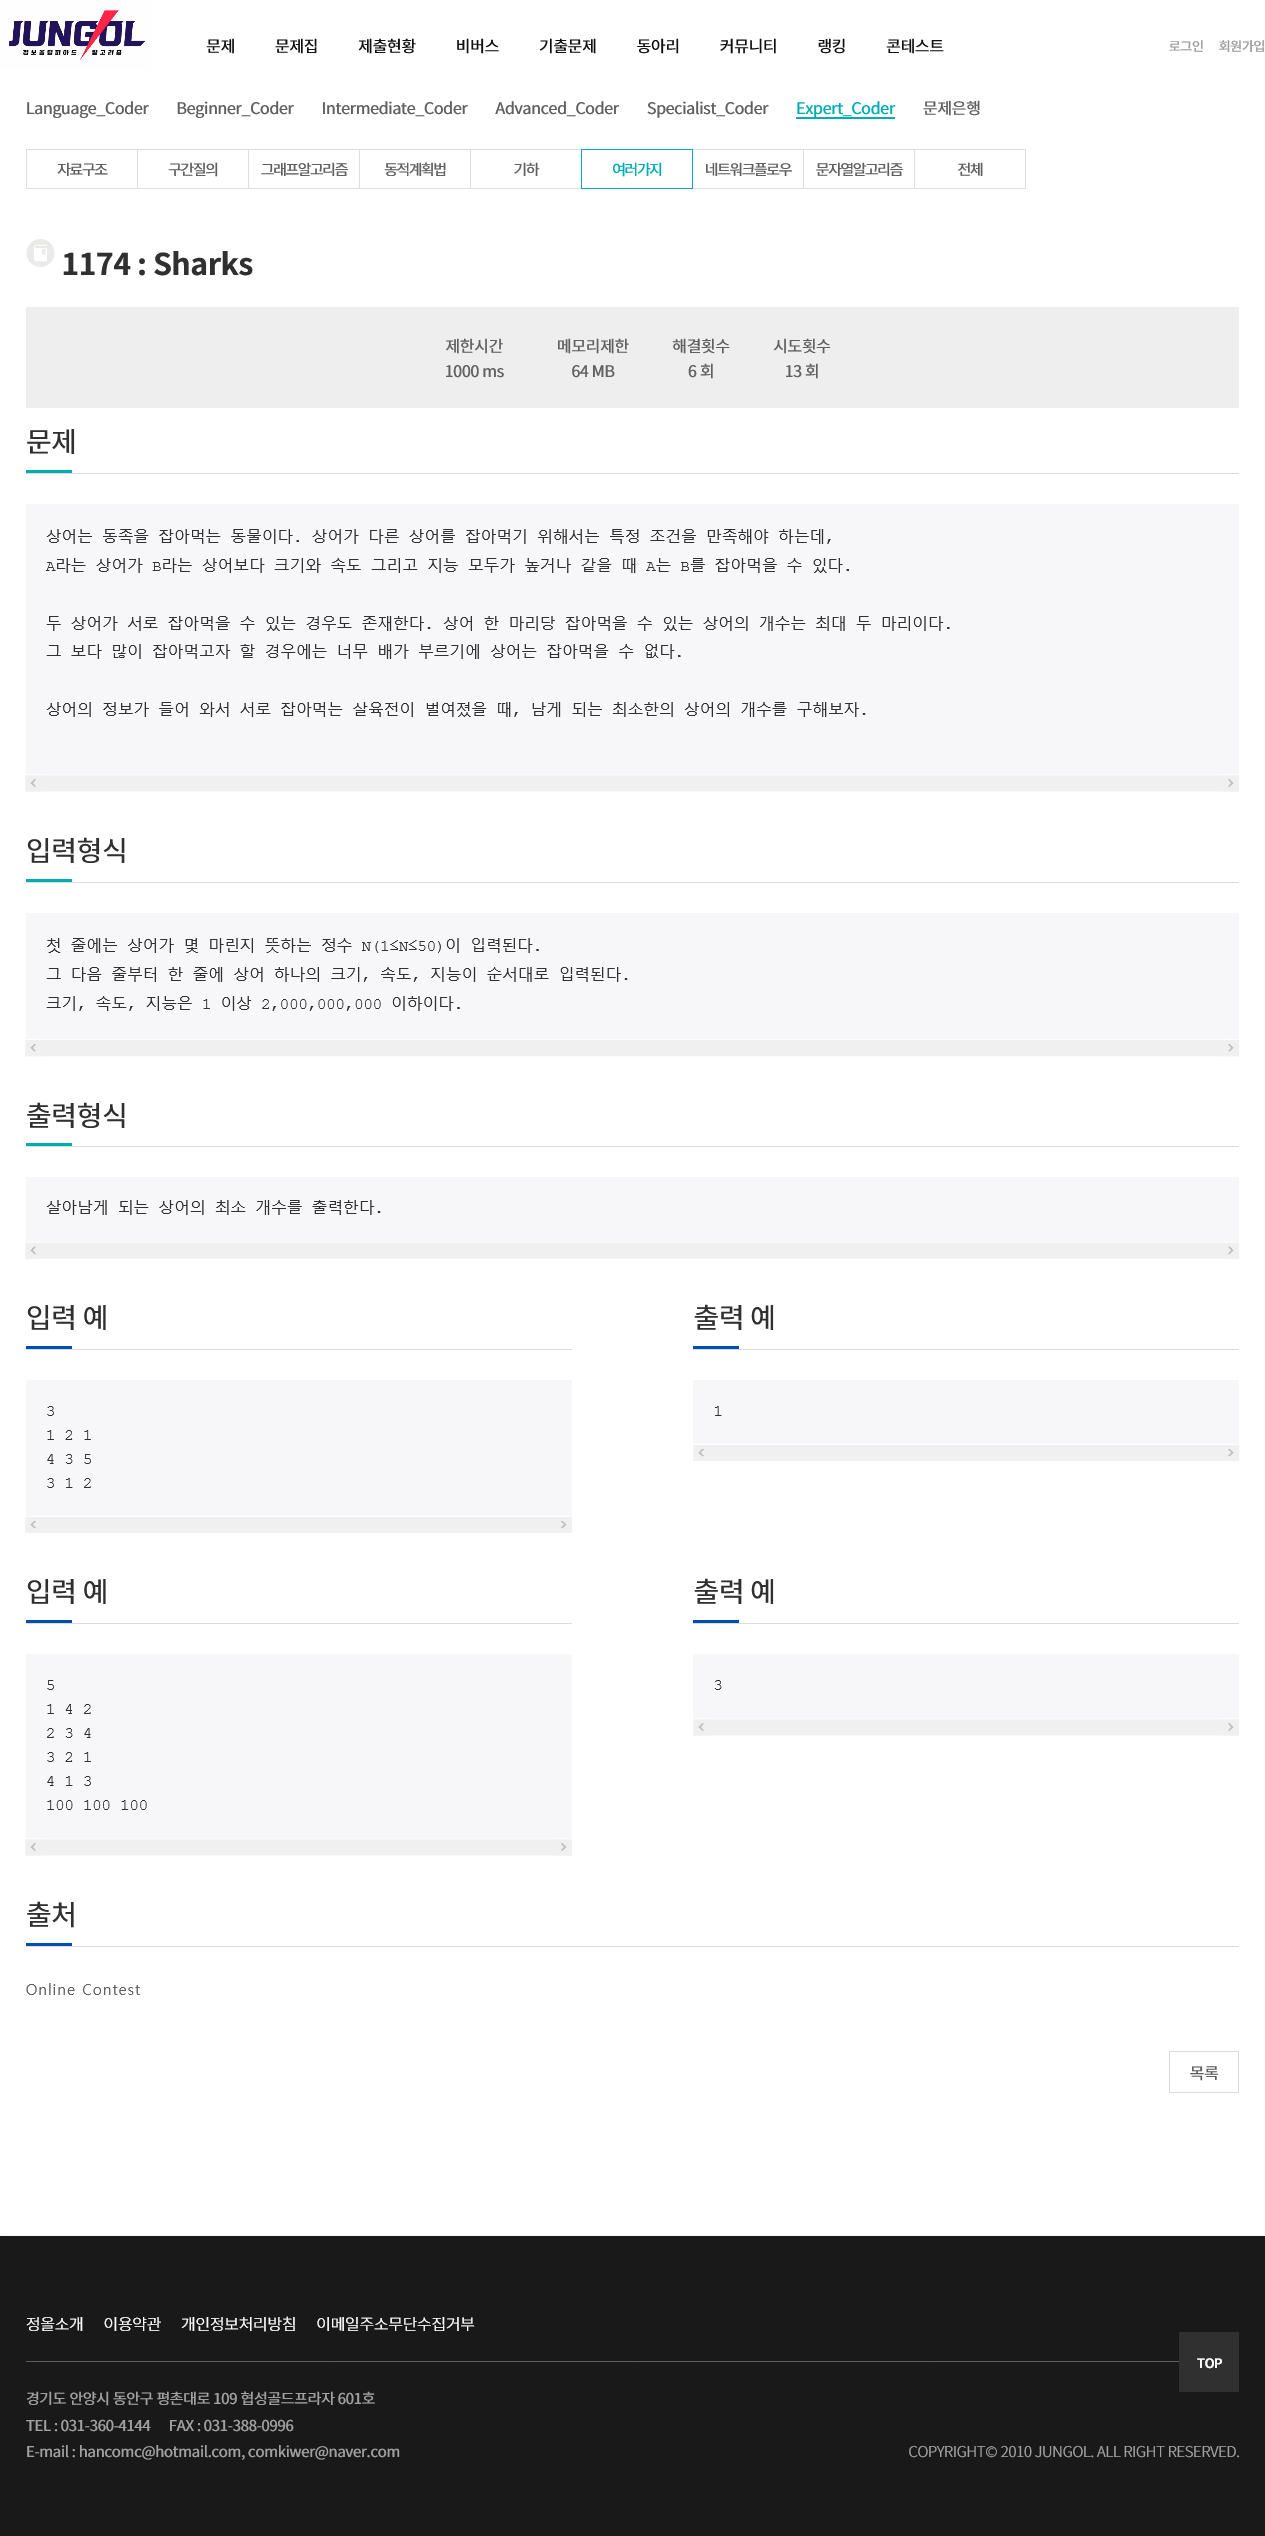 JUNGOL
정보올림피아드 알고리즘
문제 문제집 제출현황 비버스 기출문제 동아리 커뮤니티 랭킹 콘테스트 로그인 회원가입
Language_Coder Beginner_Coder Intermediate_Coder Advanced_Coder Specialist_Coder Expert_Coder 문제은행
자료구조 구간질의 그래프알고리즘 동적계획법 기하 여러가지 네트워크플로우 문자열알고리즘 전체
1174 : Sharks
제한시간 메모리제한 해결횟수 시도횟수
1000 ms 64 MB 6 회 13 회
문제
상어는 동족을 잡아먹는 동물이다. 상어가 다른 상어를 잡아먹기 위해서는 특정 조건을 만족해야 하는데,
A라는 상어가 B라는 상어보다 크기와 속도 그리고 지능 모두가 높거나 같을 때 A는 B를 잡아먹을 수 있다.
두 상어가 서로 잡아먹을 수 있는 경우도 존재한다. 상어 한 마리당 잡아먹을 수 있는 상어의 개수는 최대 두 마리이다.
그 보다 많이 잡아먹고자 할 경우에는 너무 배가 부르기에 상어는 잡아먹을 수 없다.
상어의 정보가 들어 와서 서로 잡아먹는 살육전이 벌여졌을 때, 남게 되는 최소한의 상어의 개수를 구해보자.
입력형식
첫 줄에는 상어가 몇 마린지 뜻하는 정수 N(1≤N≤50)이 입력된다.
그 다음 줄부터 한 줄에 상어 하나의 크기, 속도, 지능이 순서대로 입력된다.
크기, 속도, 지능은 1 이상 2,000,000,000 이하이다.
출력형식
살아남게 되는 상어의 최소 개수를 출력한다.
입력 예
3
1 2 1
4 3 5
3 1 2
출력 예
1
입력 예
5
1 4 2
2 3 4
3 2 1
4 1 3
100 100 100
출력 예
3
출처
Online Contest
목록
정올소개 이용약관 개인정보처리방침 이메일주소무단수집거부
TOP
경기도 안양시 동안구 평촌대로 109 협성골드프라자 601호
TEL : 031-360-4144 FAX : 031-388-0996
E-mail : hancomc@hotmail.com, comkiwer@naver.com
COPYRIGHT© 2010 JUNGOL. ALL RIGHT RESERVED.